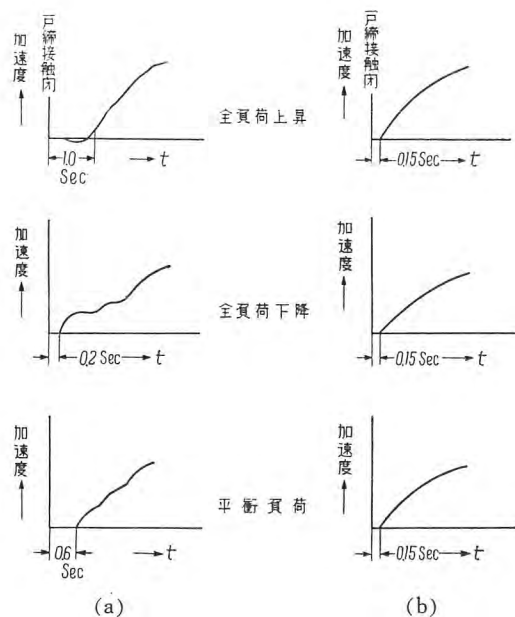 戸締接触閉
加速度
1.0
Sec
t
全負荷上昇
戸締接触閉
加速度
0.15 Sec
t
加速度
0.2 Sec
t
全負荷下降
加速度
0.15 Sec
t
加速度
0.6
Sec
t
平衡負荷
加速度
0.15 Sec
t
(a)
(b)